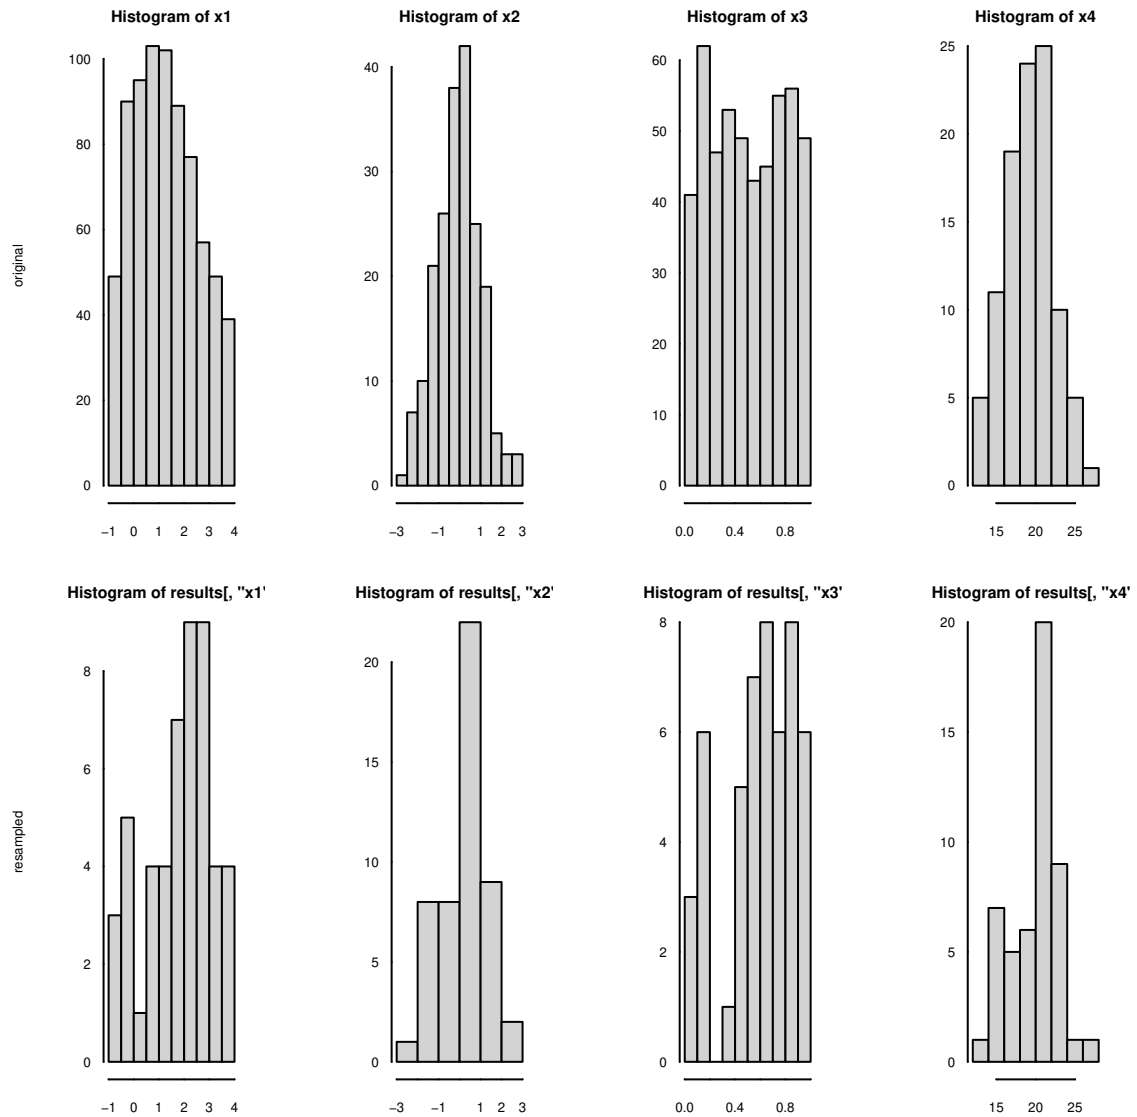 Histogram of x1
Histogram of x2
Histogram of x3
Histogram of x4
original
0 20 40 60 80 100
−1 0 1 2 3 4
0 10 20 30 40
−3 −1 1 2 3
0 10 20 30 40 50 60
0.0 0.4 0.8
0 5 10 15 20 25
15 20 25
Histogram of results[, "x1"
Histogram of results[, "x2"
Histogram of results[, "x3"
Histogram of results[, "x4"
resampled
0 2 4 6 8
−1 0 1 2 3 4
0 5 10 15 20
−3 −1 1 2 3
0 2 4 6 8
0.0 0.4 0.8
0 5 10 15 20
15 20 25